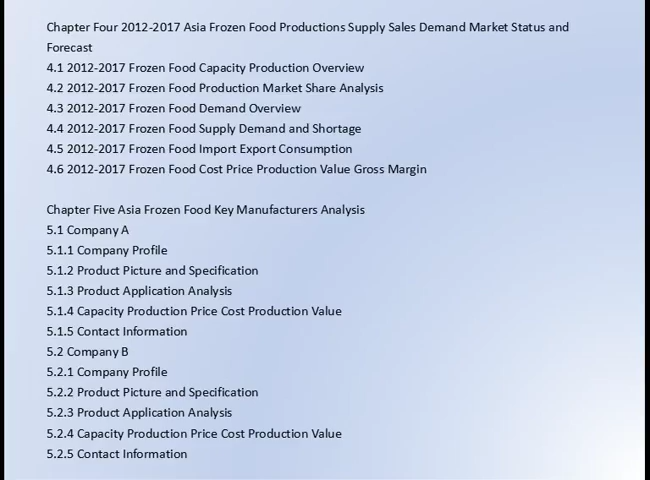 Chapter Four 2012-2017 Asia Frozen Food Productions Supply Sales Demand Market Status and
Forecast
4.1 2012-2017 Frozen Food Capacity Production Overview
4.2 2012-2017 Frozen Food Production Market Share Analysis
4.3 2012-2017 Frozen Food Demand Overview
4.4 2012-2017 Frozen Food Supply Demand and Shortage
4.5 2012-2017 Frozen Food Import Export Consumption
4.6 2012-2017 Frozen Food Cost Price Production Value Gross Margin
Chapter Five Asia Frozen Food Key Manufacturers Analysis
5.1 Company A
5.1.1 Company Profile
5.1.2 Product Picture and Specification
5.1.3 Product Application Analysis
5.1.4 Capacity Production Price Cost Production Value
5.1.5 Contact Information
5.2 Company B
5.2.1 Company Profile
5.2.2 Product Picture and Specification
5.2.3 Product Application Analysis
5.2.4 Capacity Production Price Cost Production Value
5.2.5 Contact Information